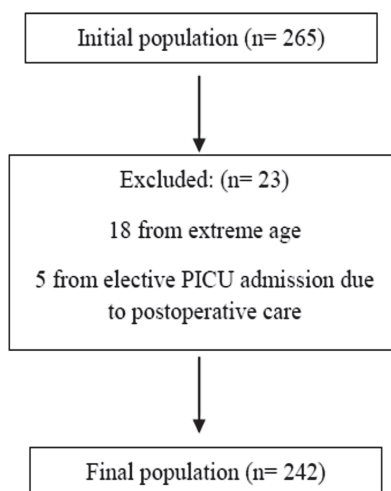 Initial population (n= 265)
Excluded: (n= 23)
18 from extreme age
5 from elective PICU admission due
to postoperative care
Final population (n= 242)